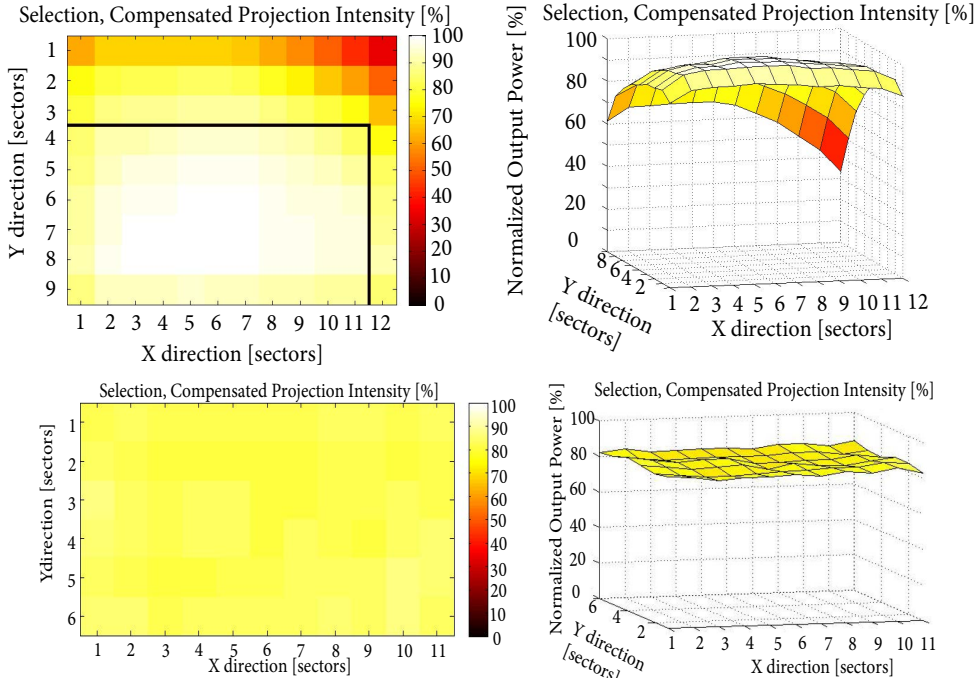 Selection, Compensated Projection Intensity [%]
Y direction [sectors]
1
2
3
4
5
6
7
8
9
1 2 3 4 5 6 7 8 9 10 11 12
X direction [sectors]
100
90
80
70
60
50
40
30
20
10
0
Selection, Compensated Projection Intensity [%]
Normalized Output Power [%]
100
80
60
40
20
0
8 6 4 2
Y direction
[sectors]
1 2 3 4 5 6 7 8 9 10 12
X direction [sectors]
Selection, Compensated Projection Intensity [%]
Ydirection [sectors]
1
2
3
4
5
6
1 2 3 4 5 6 7 8 9 10 11
X direction [sectors]
100
90
80
70
60
50
40
30
20
10
0
Selection, Compensated Projection Intensity [%]
Normalized Output Power [%]
100
80
60
40
20
0
6 4 2
Y direction
[sectors]
1 2 3 4 5 6 7 8 9 10 11
X direction [sectors]